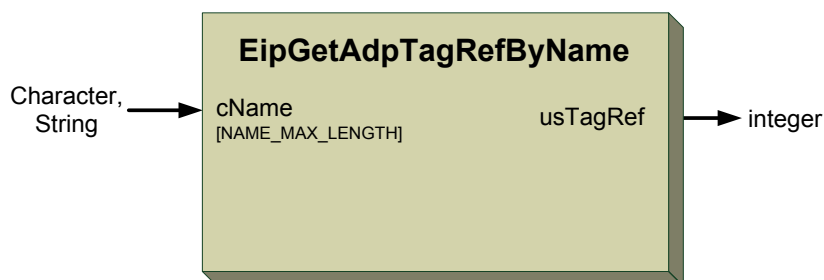 EipGetAdpTagRefByName
Character,
String
cName
[NAME_MAX_LENGTH]
usTagRef
integer